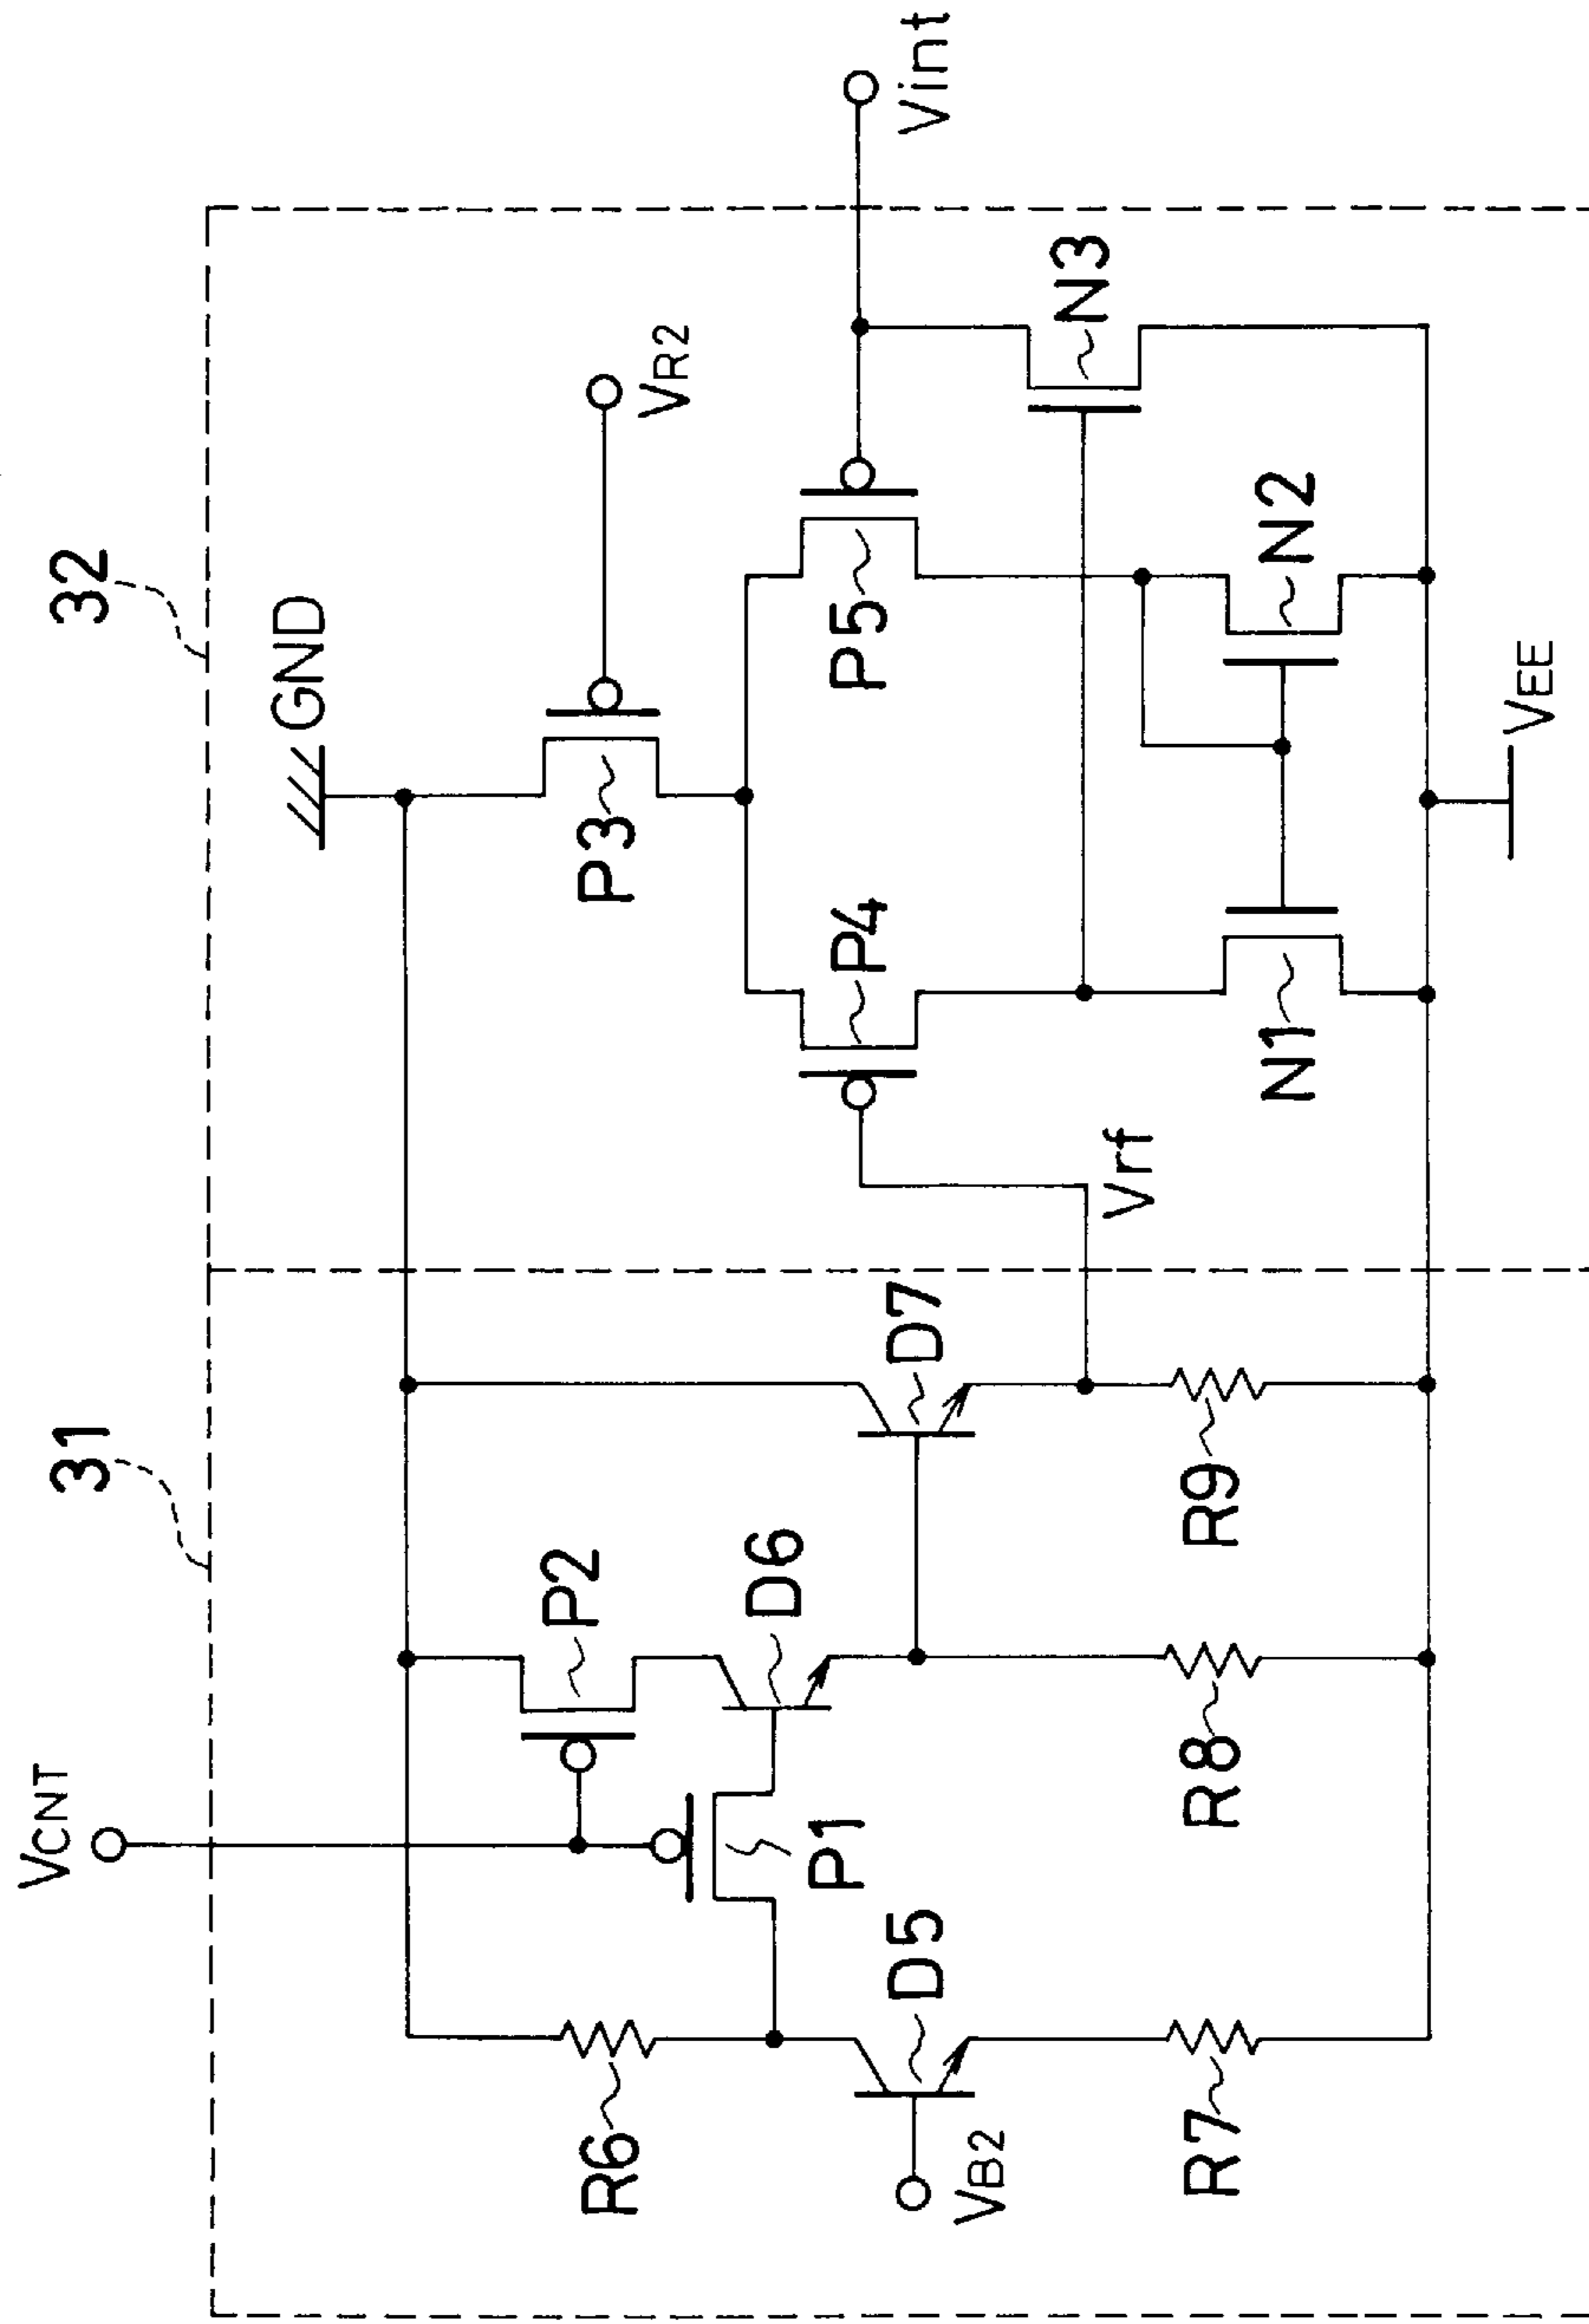 31
32
VCNT
GND
P2
P3
VR2
R6
P1
D6
P4
P5
Vint
D5
D7
VB2
Vrf
N3
R7
R8
R9
N1
N2
VEE